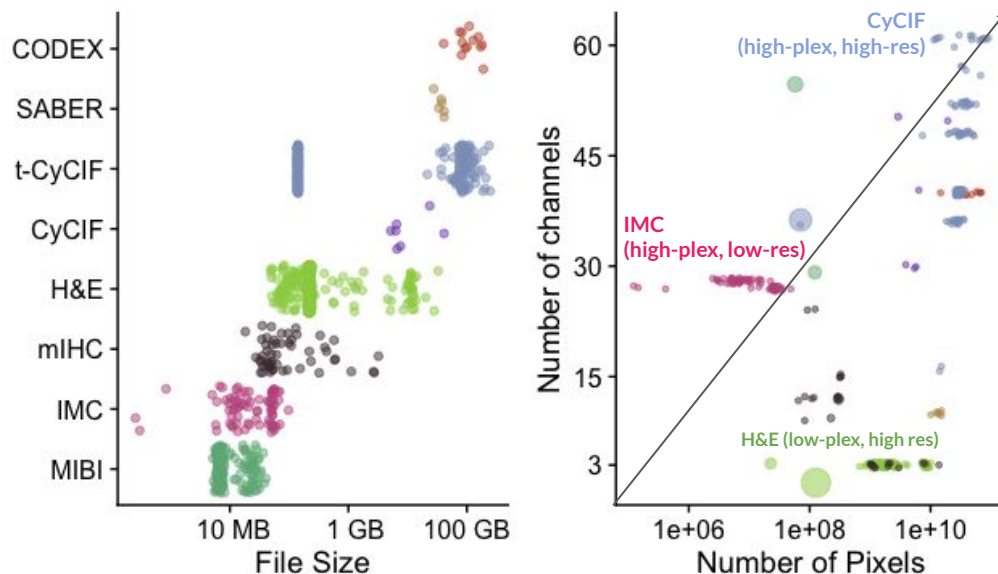 CODEX
SABER
t-CyCIF
CyCIF
H&E
mIHC
IMC
MIBI
10 MB
1 GB
100 GB
File Size
Number of channels
60
45
30
15
3
CyCIF
(high-plex, high-res)
IMC
(high-plex, low-res)
H&E (low-plex, high res)
1e+06
1e+08
1e+10
Number of Pixels